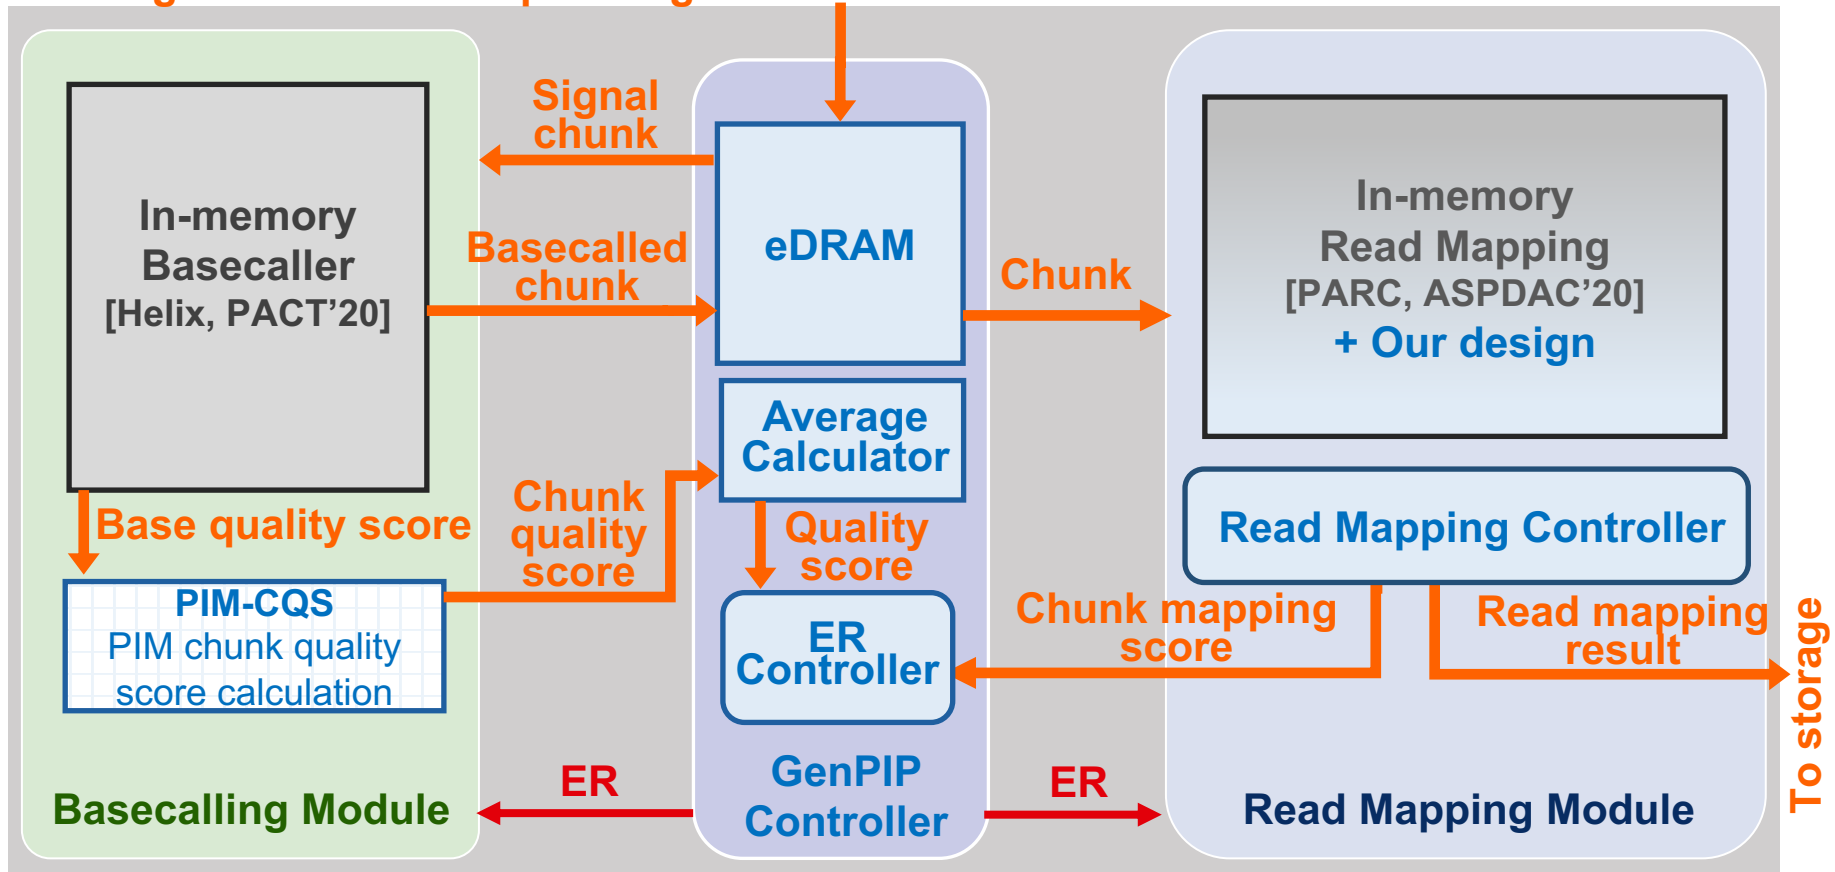 Signal
chunk
In-memory
Basecaller
[Helix, PACT’20]
Basecalled
chunk
eDRAM
Chunk
In-memory
Read Mapping
[PARC, ASPDAC’20]
+ Our design
Average
Calculator
Base quality score
Chunk
quality
score
Quality
score
Read Mapping Controller
PIM-CQS
PIM chunk quality
score calculation
ER
Controller
Chunk mapping
score
Read mapping
result
To storage
ER
GenPIP
Controller
ER
Basecalling Module
Read Mapping Module